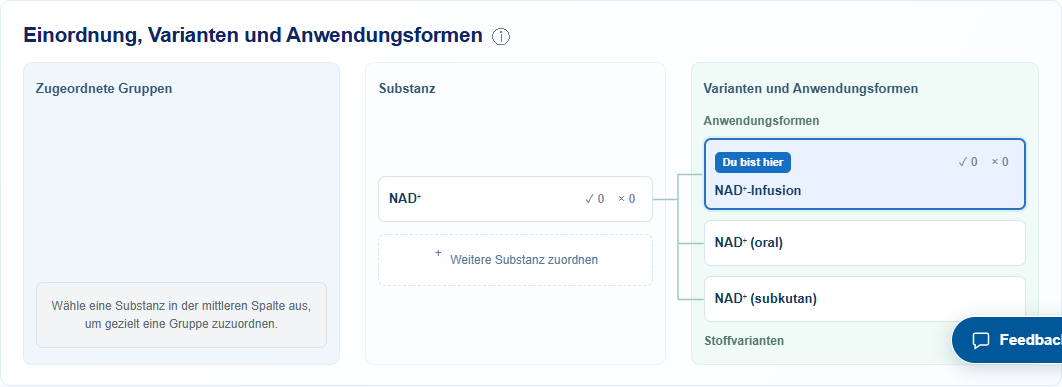 Einordnung, Varianten und Anwendungsformen ⓘ
Zugeordnete Gruppen
Wähle eine Substanz in der mittleren Spalte aus,
um gezielt eine Gruppe zuzuordnen.
Substanz
NAD⁺ ✓ 0 × 0
+ Weitere Substanz zuordnen
Varianten und Anwendungsformen
Anwendungsformen
Du bist hier ✓ 0 × 0
NAD⁺-Infusion
NAD⁺ (oral)
NAD⁺ (subkutan)
Stoffvarianten
Feedbac